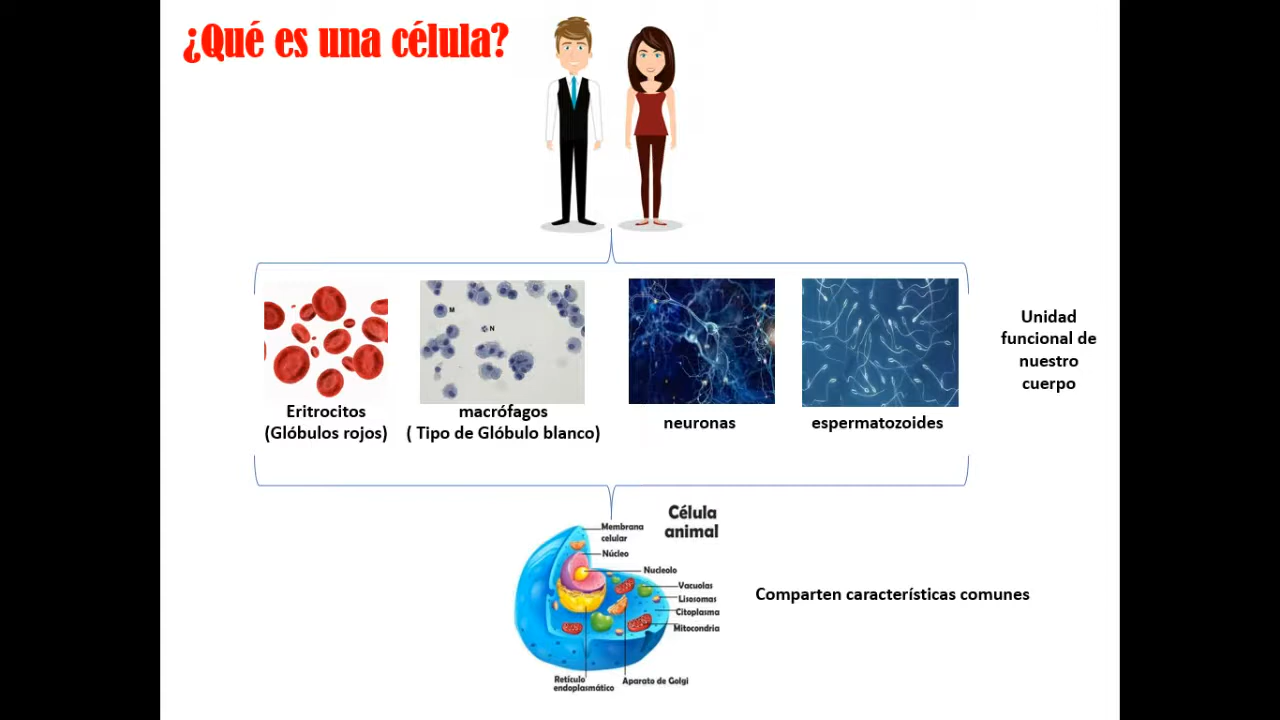 ¿Qué es una célula?
M
N
Eritrocitos
(Glóbulos rojos)
macrófagos
( Tipo de Glóbulo blanco)
neuronas
espermatozoides
Unidad
funcional de
nuestro
cuerpo
Célula
animal
Membrana
celular
Núcleo
Nucleolo
Vacuolas
Lisosomas
Citoplasma
Mitocondria
Retículo
endoplasmático
Aparato de Golgi
Comparten características comunes